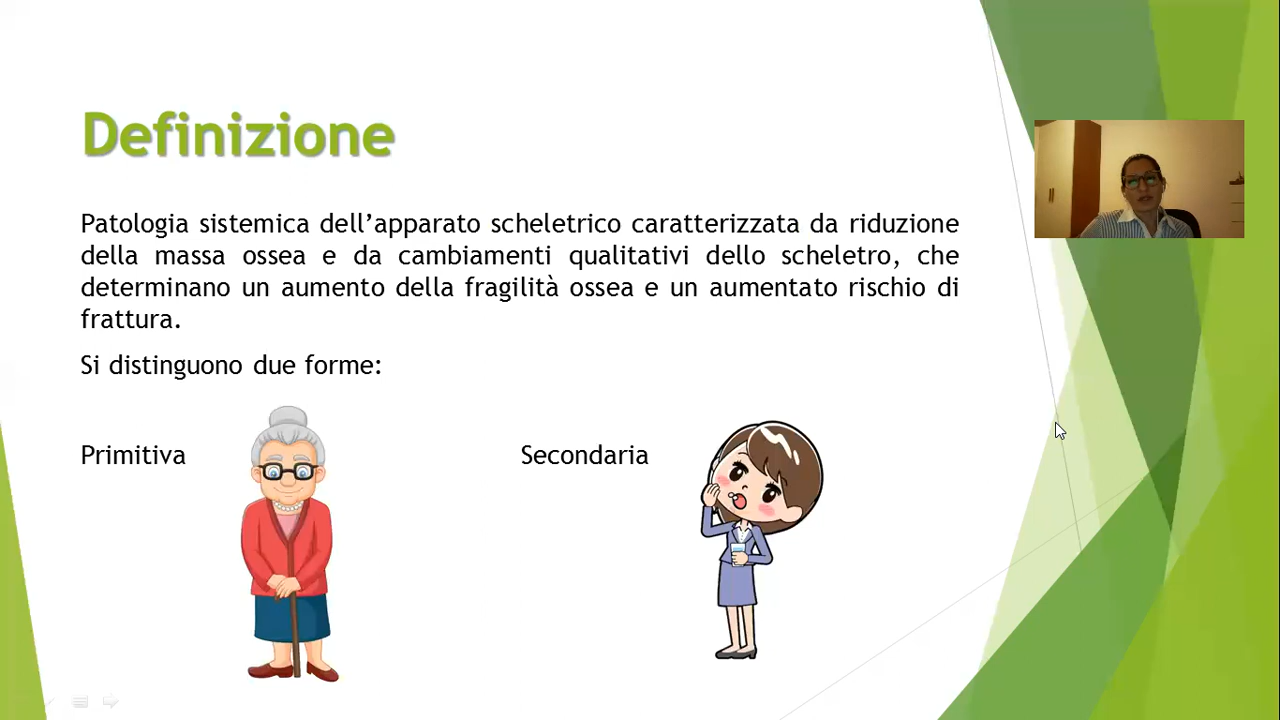 Definizione
Patologia sistemica dell’apparato scheletrico caratterizzata da riduzione
della massa ossea e da cambiamenti qualitativi dello scheletro, che
determinano un aumento della fragilità ossea e un aumentato rischio di
frattura.
Si distinguono due forme:
Primitiva
Secondaria